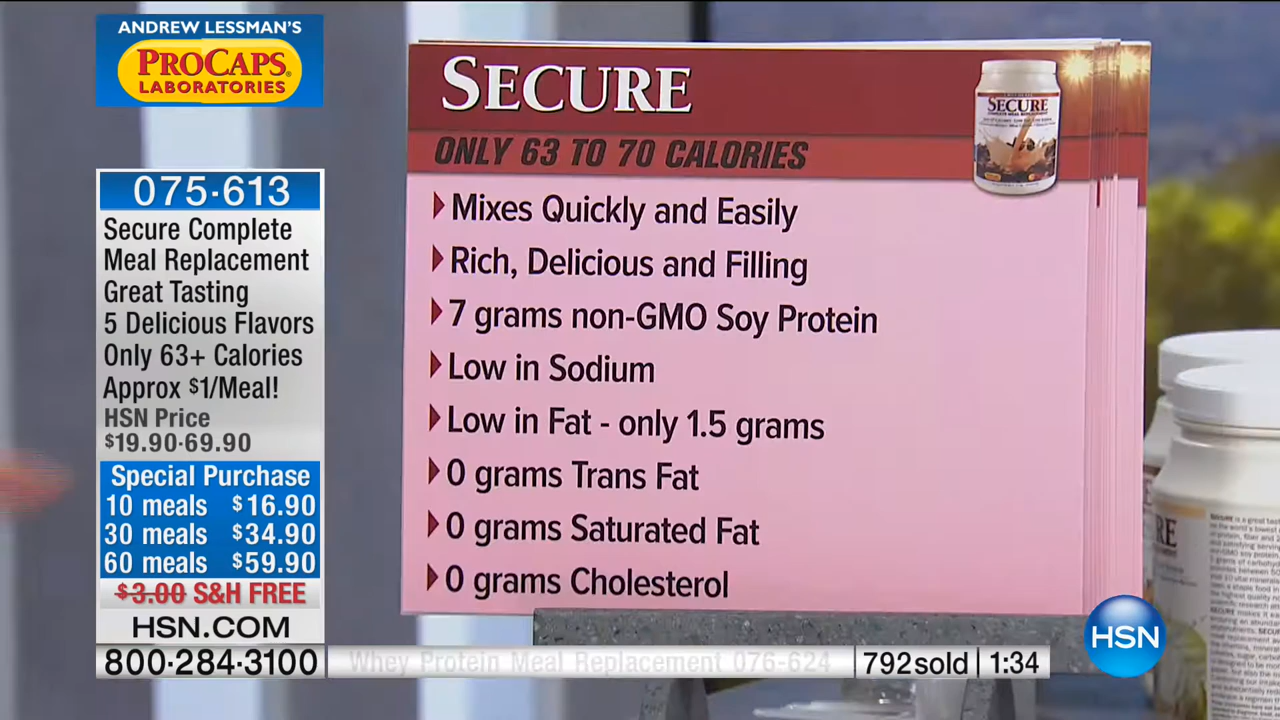 ANDREW LESSMAN'S
PROCAPS®
LABORATORIES
075-613
Secure Complete
Meal Replacement
Great Tasting
5 Delicious Flavors
Only 63+ Calories
Approx $1/Meal!
HSN Price
$19.90-69.90
Special Purchase
10 meals $16.90
30 meals $34.90
60 meals $59.90
$3.00 S&H FREE
HSN.COM
800·284·3100
Whey Protein Meal Replacement 076-624
792sold
1:34
SECURE
ONLY 63 TO 70 CALORIES
Mixes Quickly and Easily
Rich, Delicious and Filling
7 grams non-GMO Soy Protein
Low in Sodium
Low in Fat - only 1.5 grams
0 grams Trans Fat
0 grams Saturated Fat
0 grams Cholesterol
SECURE
COMPLETE MEAL REPLACEMENT
HSN